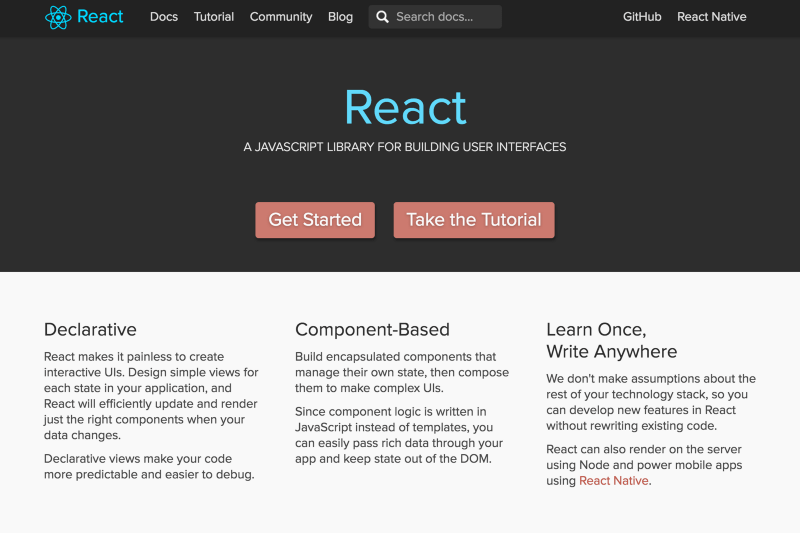 React Docs Tutorial Community Blog Search docs... GitHub React Native
React
A JAVASCRIPT LIBRARY FOR BUILDING USER INTERFACES
Get Started Take the Tutorial
Declarative
React makes it painless to create
interactive UIs. Design simple views for
each state in your application, and
React will efficiently update and render
just the right components when your
data changes.
Declarative views make your code
more predictable and easier to debug.
Component-Based
Build encapsulated components that
manage their own state, then compose
them to make complex UIs.
Since component logic is written in
JavaScript instead of templates, you
can easily pass rich data through your
app and keep state out of the DOM.
Learn Once,
Write Anywhere
We don't make assumptions about the
rest of your technology stack, so you
can develop new features in React
without rewriting existing code.
React can also render on the server
using Node and power mobile apps
using React Native.